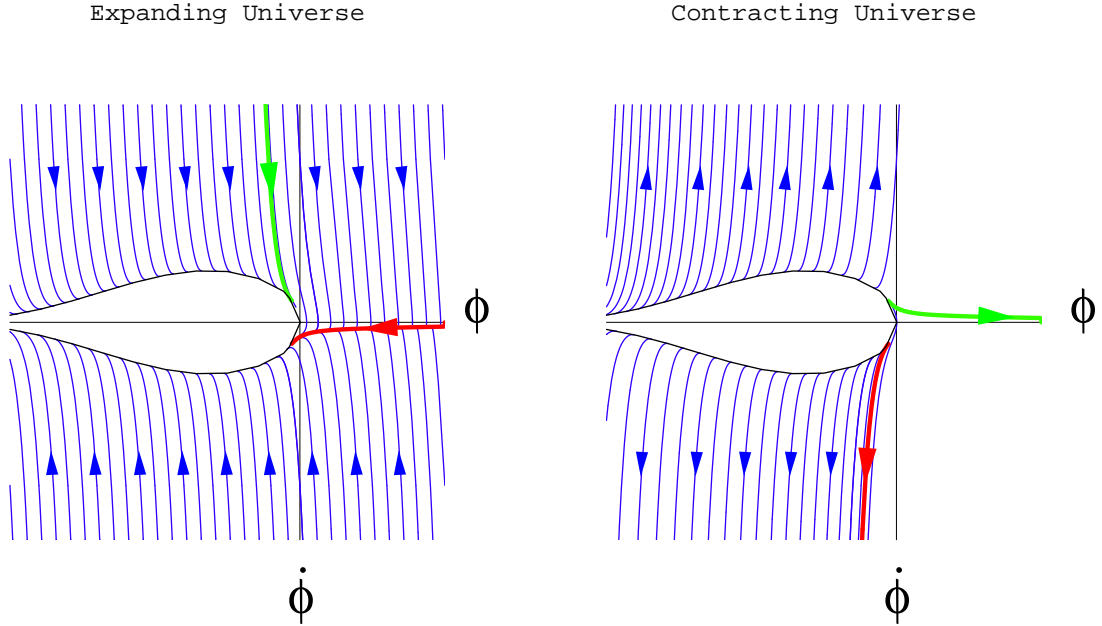 Expanding Universe
Contracting Universe
ϕ
ϕ
ϕ̇
ϕ̇